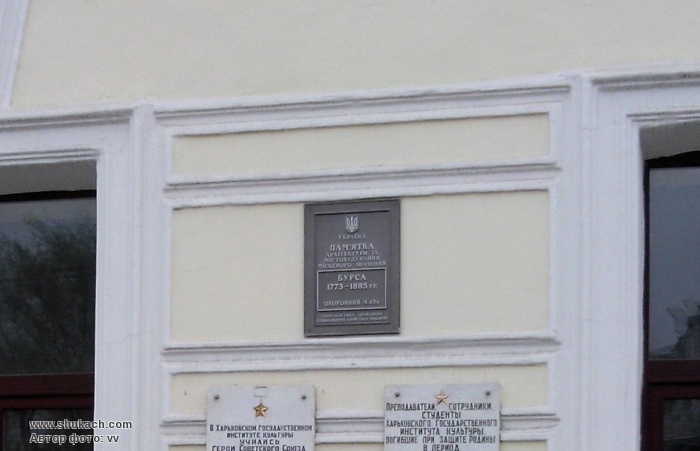 УКРАЇНА
ПАМ'ЯТКА
АРХІТЕКТУРИ ТА
МІСТОБУДУВАННЯ
МІСЦЕВОГО ЗНАЧЕННЯ
БУРСА
1773-1885 рр.
ОХОРОННИЙ
В ХАРЬКОВСКОМ ГОСУДАРСТВЕННОМ
ИНСТИТУТЕ КУЛЬТУРЫ
УЧИЛИСЬ
ГЕРОИ СОВЕТСКОГО СОЮЗА
ПРЕПОДАВАТЕЛИ СОТРУДНИКИ,
СТУДЕНТЫ
ХАРЬКОВСКОГО ГОСУДАРСТВЕННОГО
ИНСТИТУТА КУЛЬТУРЫ,
ПОГИБШИЕ ПРИ ЗАЩИТЕ РОДИНЫ
В ПЕРИОД
www.shukach.com
Автор фото: vv